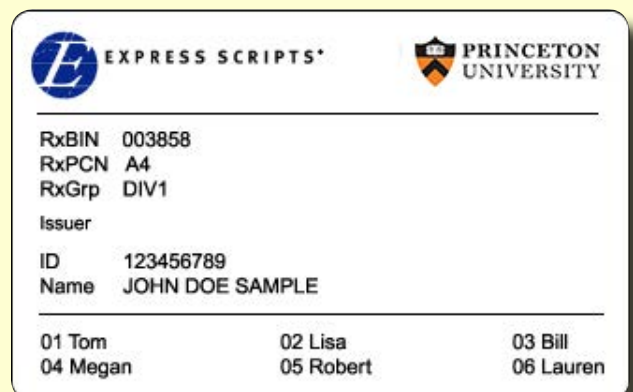 E EXPRESS SCRIPTS®
PRINCETON
UNIVERSITY
RxBIN 003858
RxPCN A4
RxGrp DIV1
Issuer
ID 123456789
Name JOHN DOE SAMPLE
01 Tom 02 Lisa 03 Bill
04 Megan 05 Robert 06 Lauren